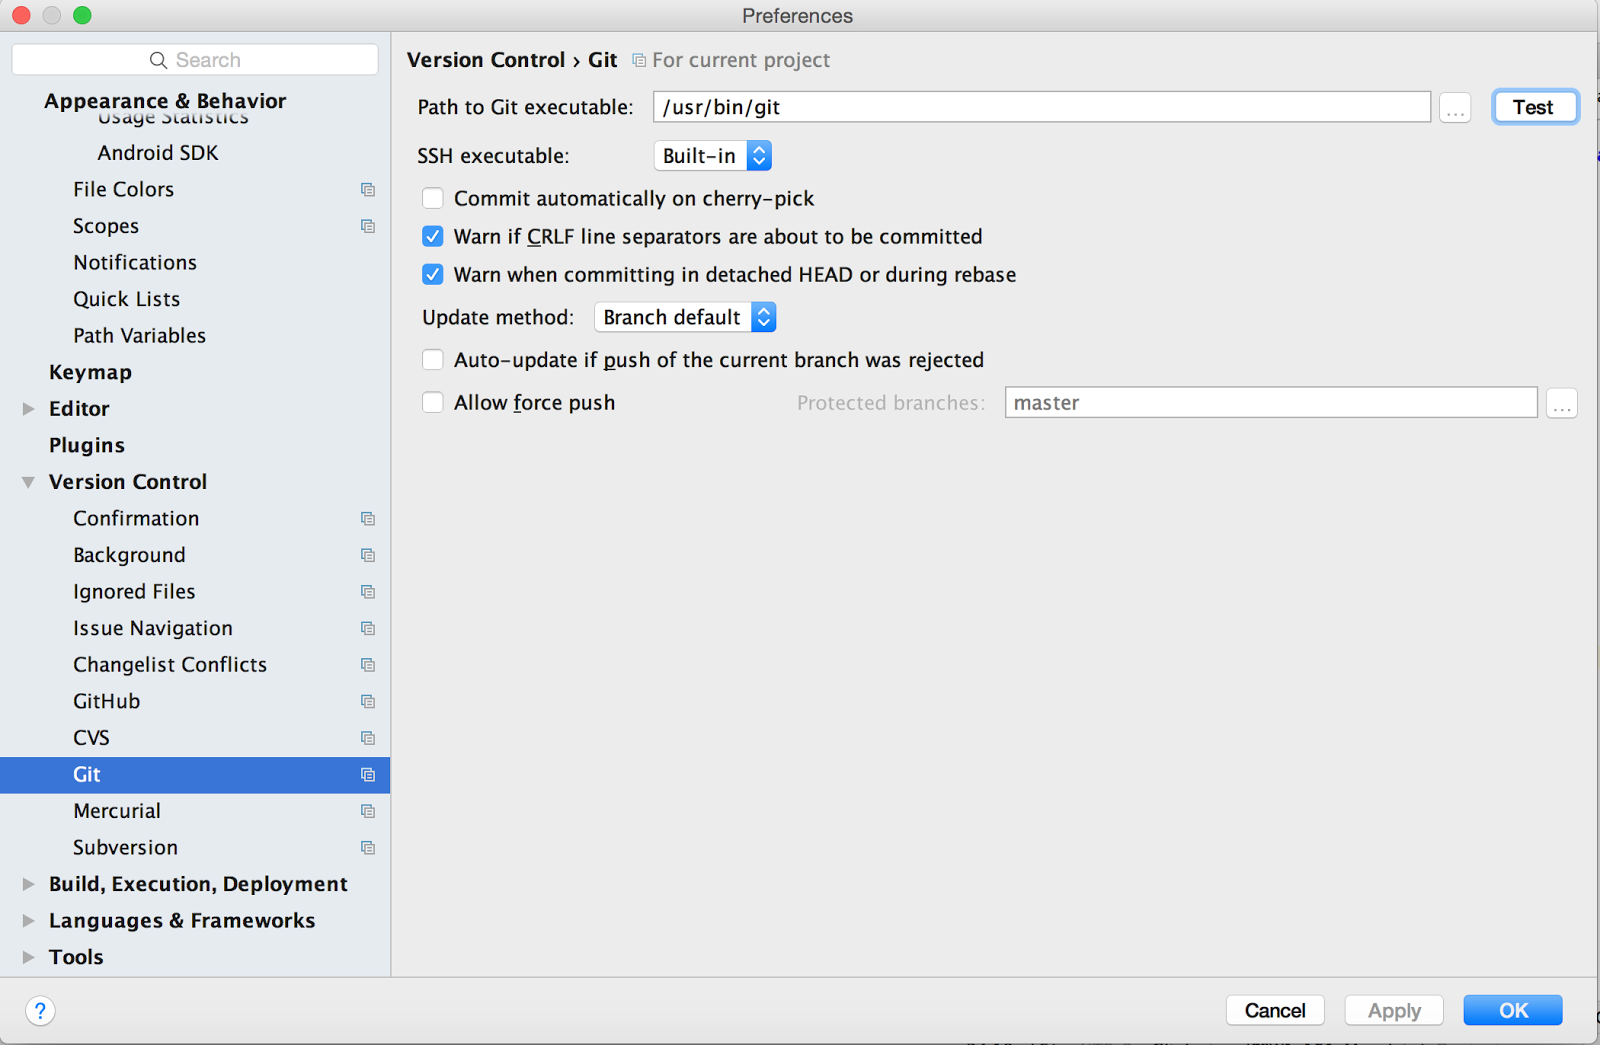 Preferences
Search
Appearance & Behavior
Usage Statistics
Android SDK
File Colors
Scopes
Notifications
Quick Lists
Path Variables
Keymap
Editor
Plugins
Version Control
Confirmation
Background
Ignored Files
Issue Navigation
Changelist Conflicts
GitHub
CVS
Git
Mercurial
Subversion
Build, Execution, Deployment
Languages & Frameworks
Tools
Version Control › Git For current project
Path to Git executable: /usr/bin/git ... Test
SSH executable: Built-in
Commit automatically on cherry-pick
Warn if CRLF line separators are about to be committed
Warn when committing in detached HEAD or during rebase
Update method: Branch default
Auto-update if push of the current branch was rejected
Allow force push Protected branches: master ...
? Cancel Apply OK